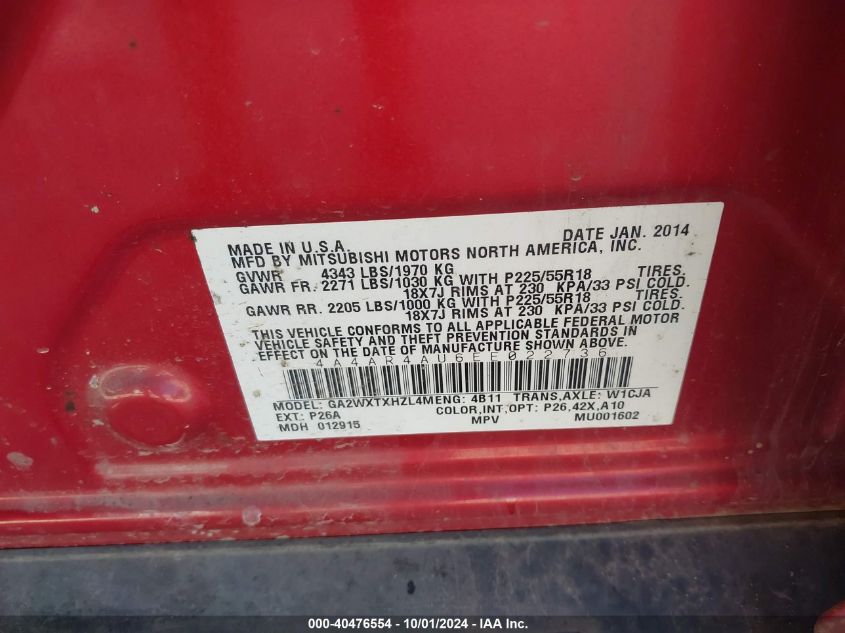 MADE IN U.S.A. DATE JAN. 2014
MFD BY MITSUBISHI MOTORS NORTH AMERICA, INC.
GVWR 4343 LBS/1970 KG
GAWR FR. 2271 LBS/1030 KG WITH P225/55R18 TIRES.
18X7J RIMS AT 230 KPA/33 PSI COLD.
GAWR RR. 2205 LBS/1000 KG WITH P225/55R18 TIRES.
18X7J RIMS AT 230 KPA/33 PSI COLD.
THIS VEHICLE CONFORMS TO ALL APPLICABLE FEDERAL MOTOR
VEHICLE SAFETY AND THEFT PREVENTION STANDARDS IN
EFFECT ON THE DATE OF MANUFACTURE SHOWN ABOVE.
4A4AR4AU6EE022736
MODEL: GA2WXTXHZL4M ENG: 4B11 TRANS,AXLE: W1CJA
EXT: P26A COLOR,INT,OPT: P26,42X,A10
MDH 012915 MPV MU001602
000-40476554 - 10/01/2024 - IAA Inc.